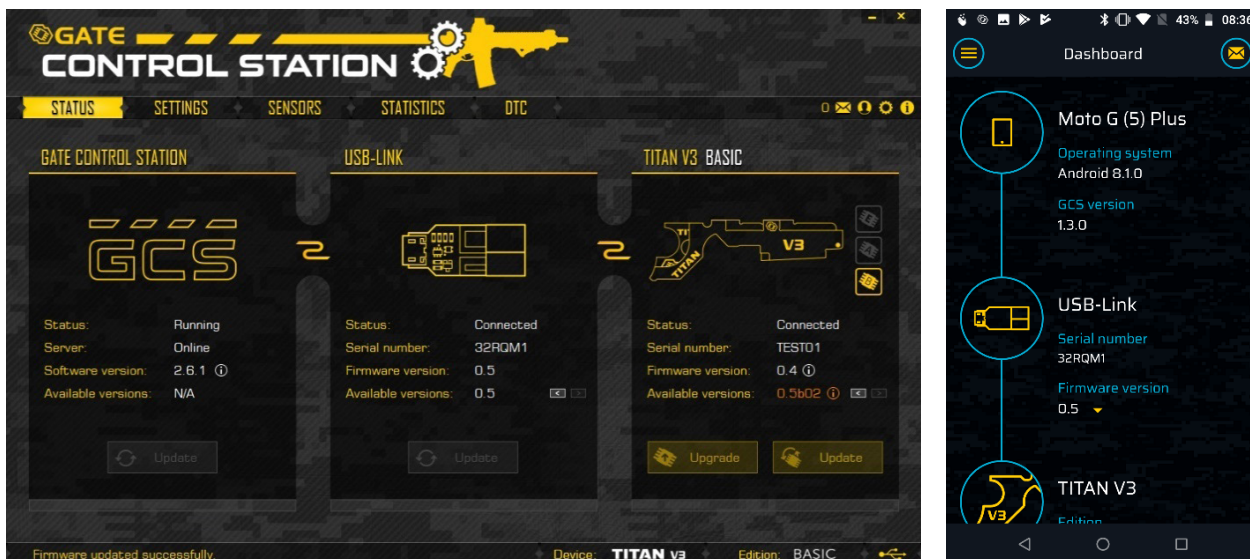 GATE
CONTROL STATION
STATUS SETTINGS SENSORS STATISTICS DTC 0
GATE CONTROL STATION
GCS
Status: Running
Server: Online
Software version: 2.6.1
Available versions: N/A
Update
USB-LINK
Status: Connected
Serial number: 32RQM1
Firmware version: 0.5
Available versions: 0.5
Update
TITAN V3 BASIC
TI
TITAN
V3
Status: Connected
Serial number: TEST01
Firmware version: 0.4
Available versions: 0.5b02
Upgrade Update
Firmware updated successfully. Device: TITAN V3 Edition: BASIC
43% 08:36
Dashboard
Moto G (5) Plus
Operating system
Android 8.1.0
GCS version
1.3.0
USB-Link
Serial number
32RQM1
Firmware version
0.5
TITAN V3
V3
Edition